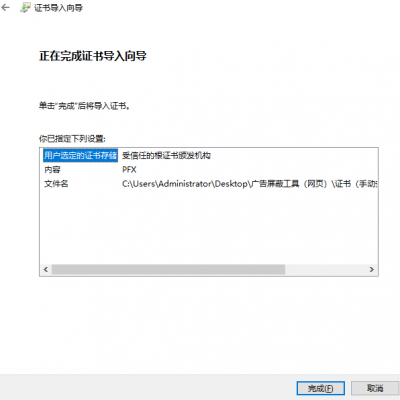 证书导入向导
正在完成证书导入向导
单击“完成”后将导入证书。
你已指定下列设置:
用户选定的证书存储 受信任的根证书颁发机构
内容 PFX
文件名 C:\Users\Administrator\Desktop\广告屏蔽工具（网页）\证书（手动
完成(F) 取消